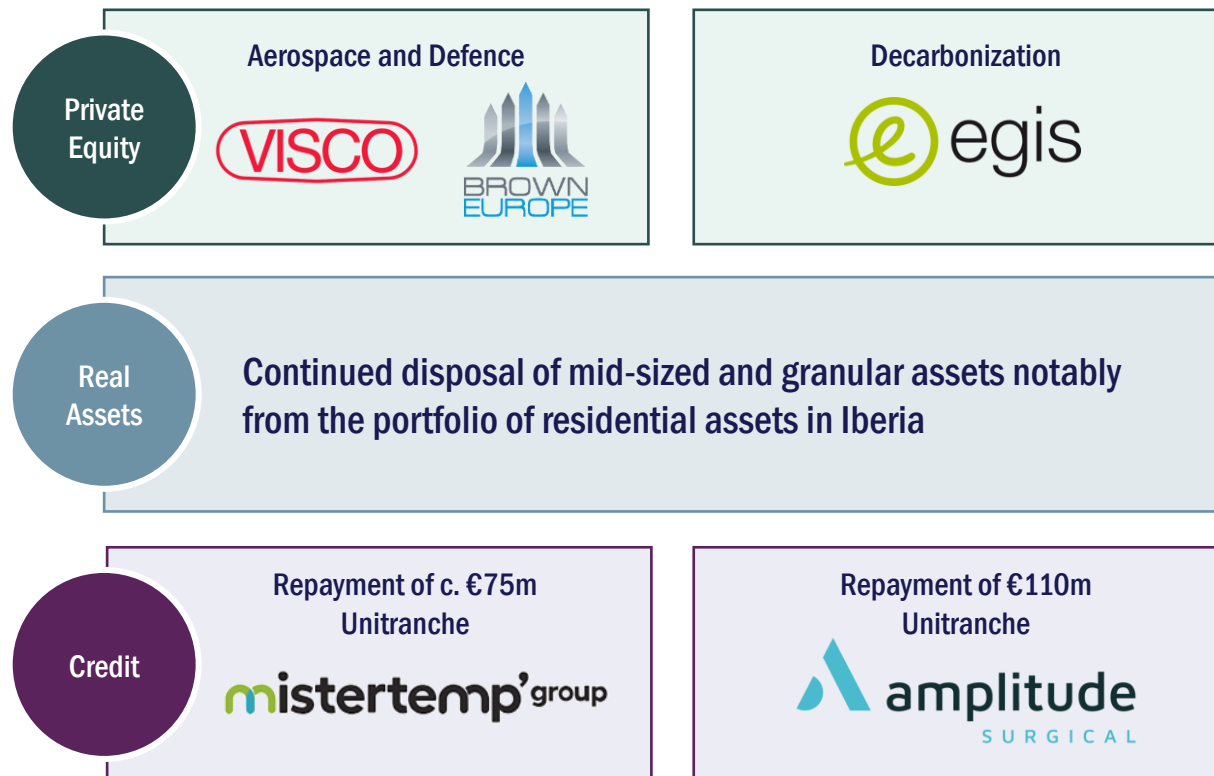 Private
Equity
Aerospace and Defence
VISCO
BROWN
EUROPE
Decarbonization
e egis
Real
Assets
Continued disposal of mid-sized and granular assets notably
from the portfolio of residential assets in Iberia
Credit
Repayment of c. €75m
Unitranche
mistertemp'group
Repayment of €110m
Unitranche
amplitude
SURGICAL